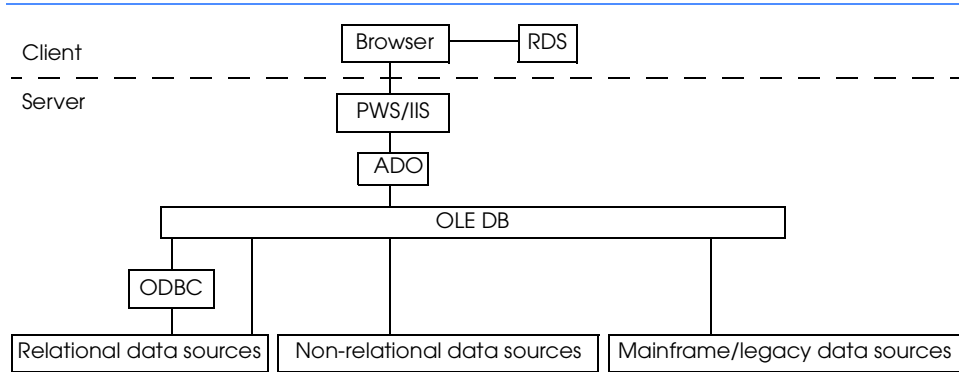 Client
Browser
RDS
Server
PWS/IIS
ADO
OLE DB
ODBC
Relational data sources
Non-relational data sources
Mainframe/legacy data sources